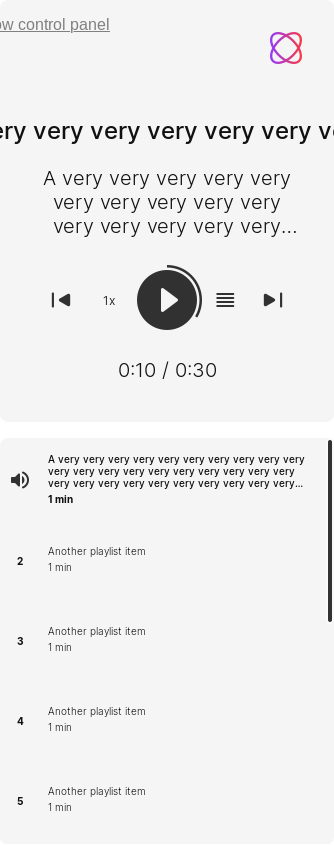 ow control panel
ery very very very very very very v
A very very very very very
very very very very very
very very very very very...
1x
0:10 / 0:30
A very very very very very very very very very
very very very very very very very very very
very very very very very very very very very...
1 min
2
Another playlist item
1 min
3
Another playlist item
1 min
4
Another playlist item
1 min
5
Another playlist item
1 min